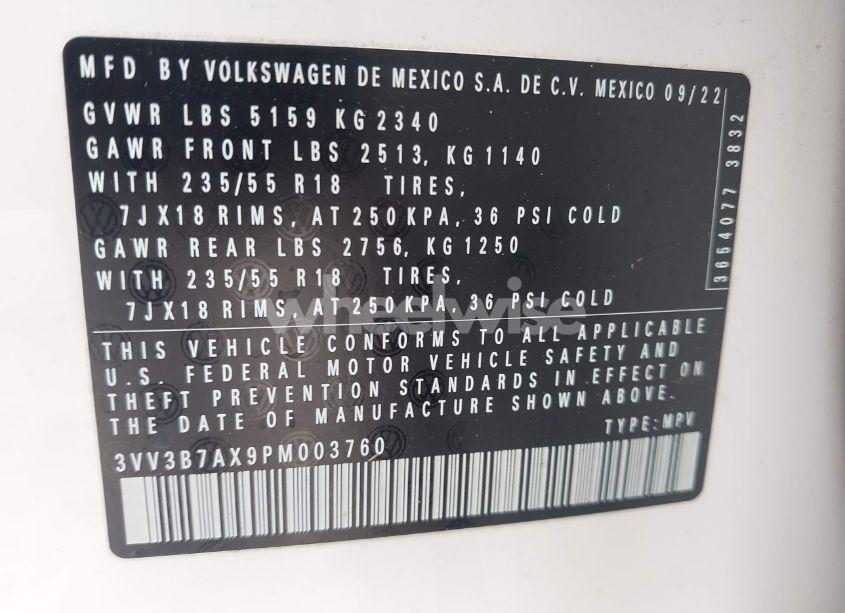 MFD BY VOLKSWAGEN DE MEXICO S.A. DE C.V. MEXICO 09/22
GVWR LBS 5159 KG 2340
GAWR FRONT LBS 2513, KG 1140
WITH 235/55 R18 TIRES,
7JX18 RIMS, AT 250 KPA, 36 PSI COLD
GAWR REAR LBS 2756, KG 1250
WITH 235/55 R18 TIRES,
7JX18 RIMS, AT 250 KPA, 36 PSI COLD
3654077 3832
wheelwise
THIS VEHICLE CONFORMS TO ALL APPLICABLE
U.S. FEDERAL MOTOR VEHICLE SAFETY AND
THEFT PREVENTION STANDARDS IN EFFECT ON
THE DATE OF MANUFACTURE SHOWN ABOVE.
TYPE: MPV
3VV3B7AX9PM003760